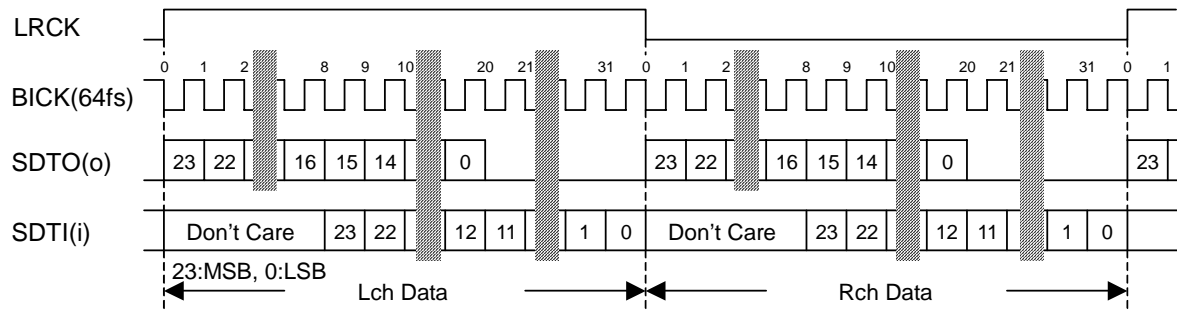 LRCK
0 1 2 8 9 10 20 21 31 0 1 2 8 9 10 20 21 31 0 1
BICK(64fs)
SDTO(o) 23 22 16 15 14 0 23 22 16 15 14 0 23
SDTI(i) Don't Care 23 22 12 11 1 0 Don't Care 23 22 12 11 1 0
23:MSB, 0:LSB
Lch Data Rch Data